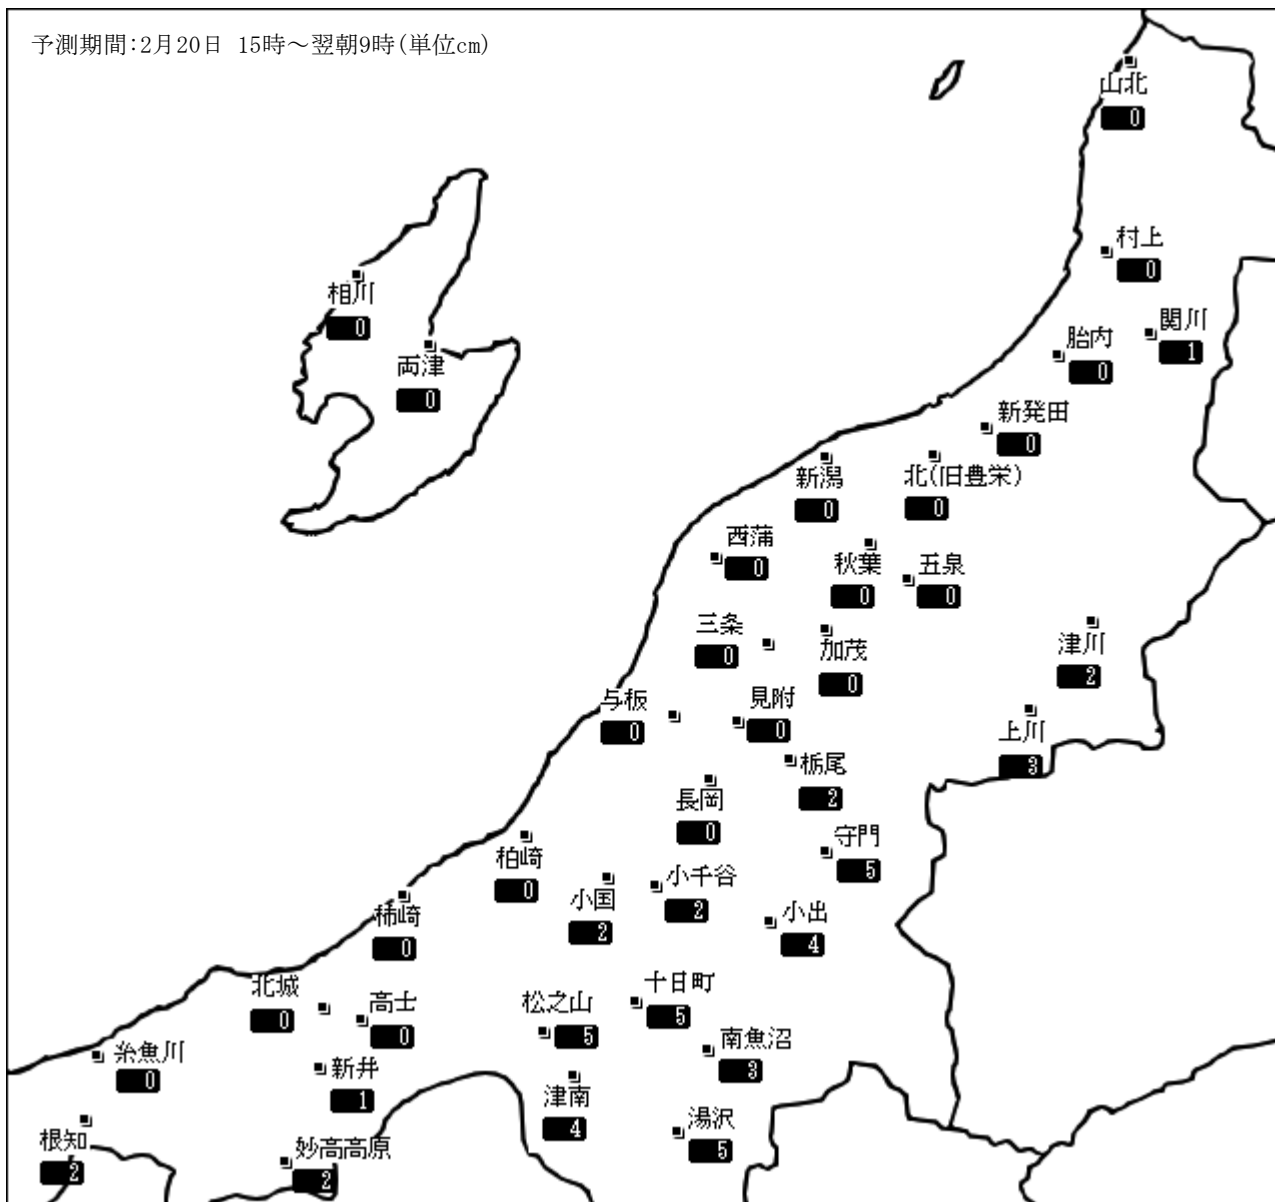 予測期間:2月20日 15時～翌朝9時(単位cm)
山北
0
村上
0
相川
0
関川
1
胎内
0
両津
0
新発田
0
新潟
0
北(旧豊栄)
0
西蒲
0
秋葉
0
五泉
0
三条
0
加茂
0
津川
2
与板
0
見附
0
上川
3
栃尾
2
長岡
0
守門
5
柏崎
0
小国
2
小千谷
2
小出
4
柿崎
0
北城
0
高士
0
松之山
5
十日町
5
南魚沼
3
糸魚川
0
新井
1
津南
4
湯沢
5
根知
2
妙高高原
2